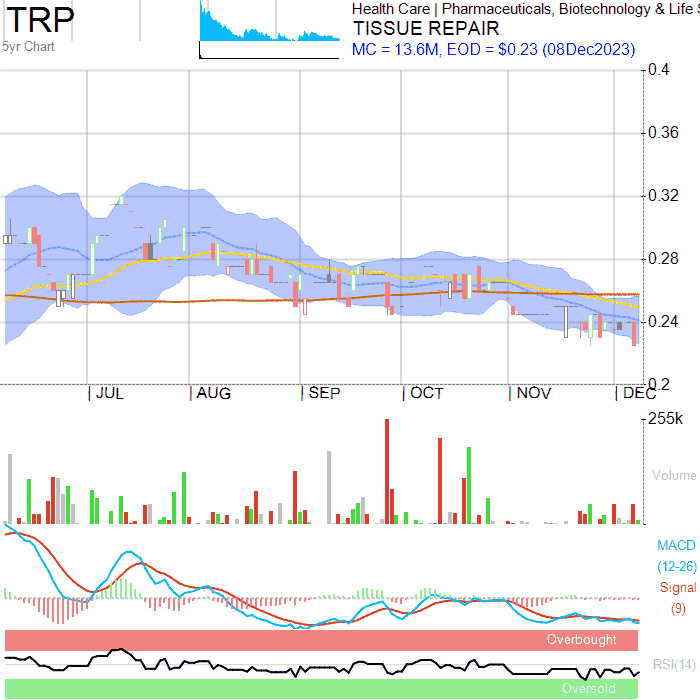 TRP
5yr Chart
Health Care | Pharmaceuticals, Biotechnology & Life S
TISSUE REPAIR
MC = 13.6M, EOD = $0.23 (08Dec2023)
0.4
0.36
0.32
0.28
0.24
0.2
| JUL | AUG | SEP | OCT | NOV | DEC
255k
Volume
MACD
(12-26)
Signal
(9)
Overbought
RSI(14)
Oversold